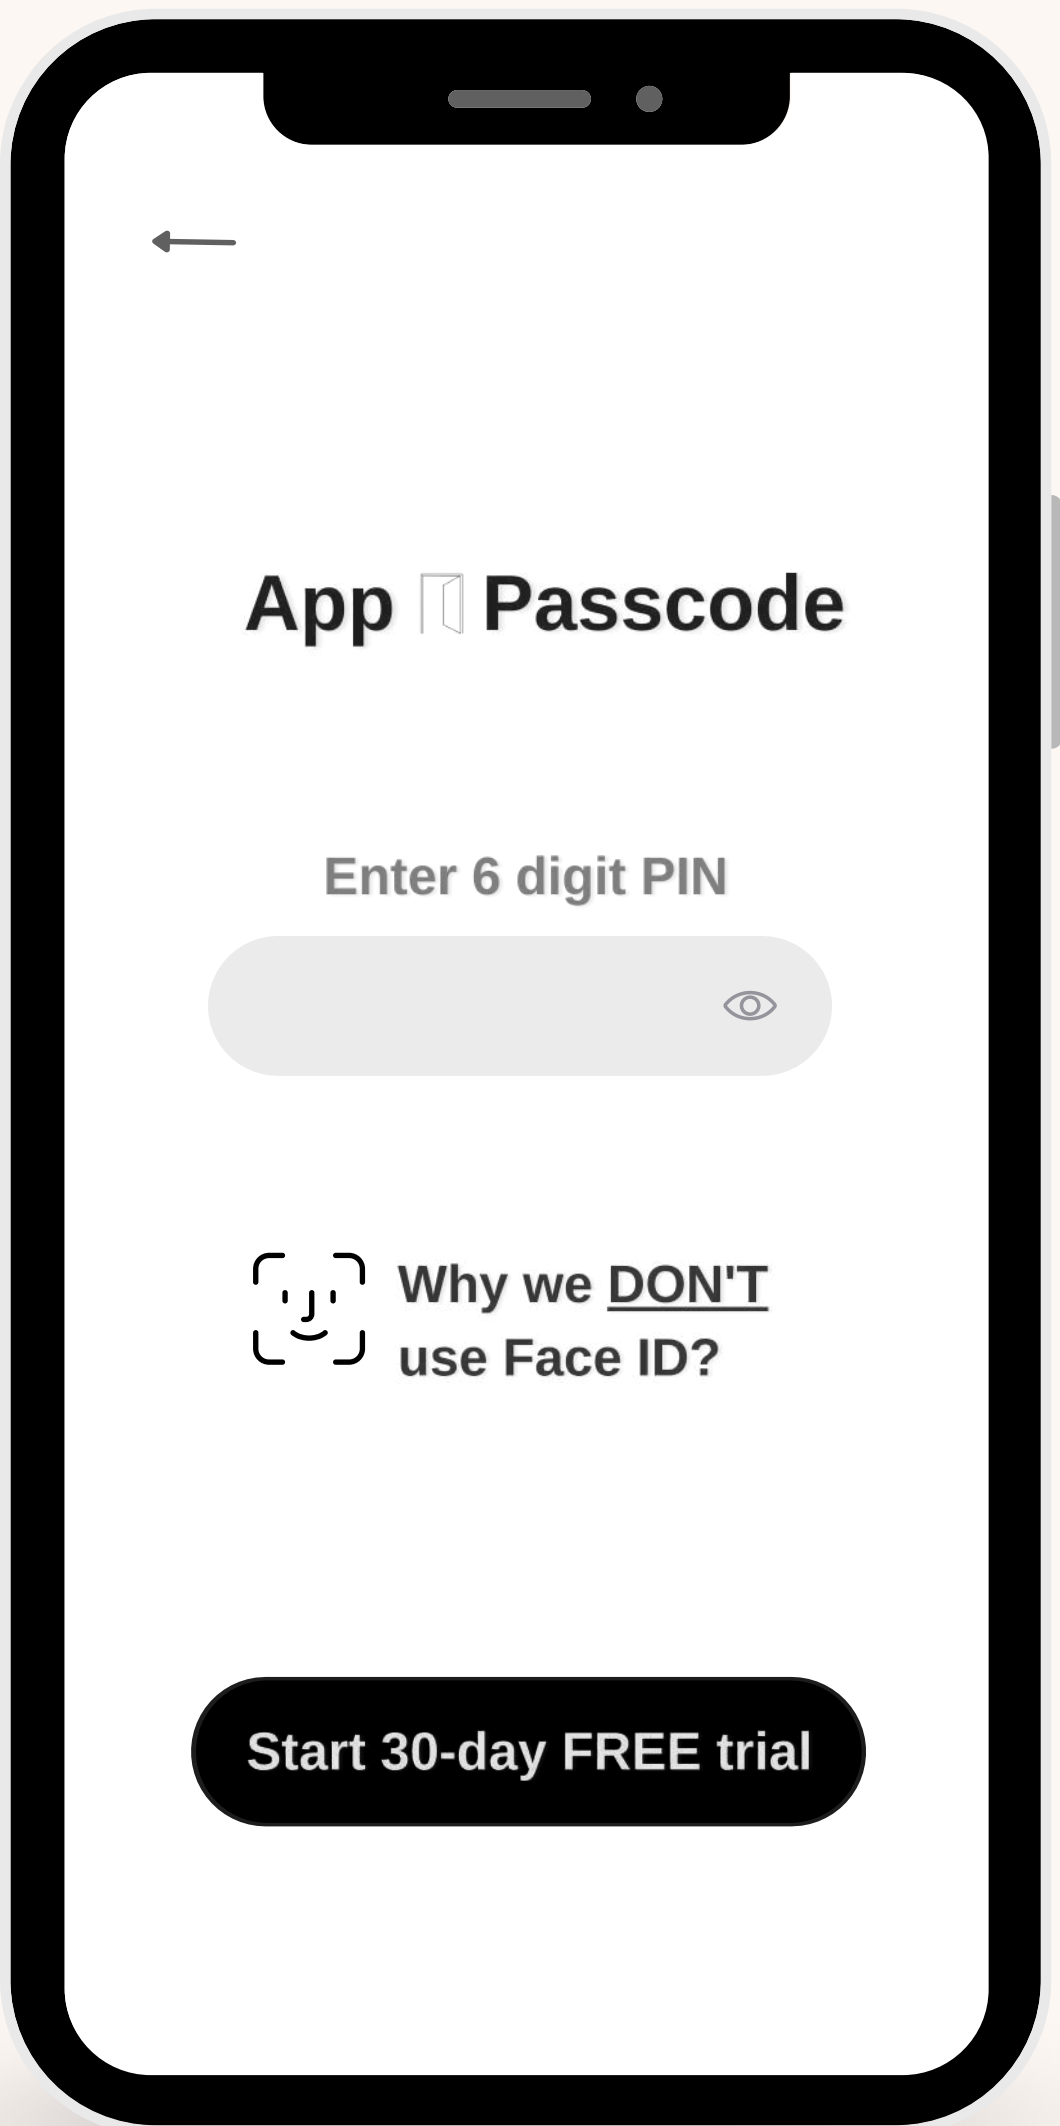 App Passcode
Enter 6 digit PIN
Why we DON'T
use Face ID?
Start 30-day FREE trial